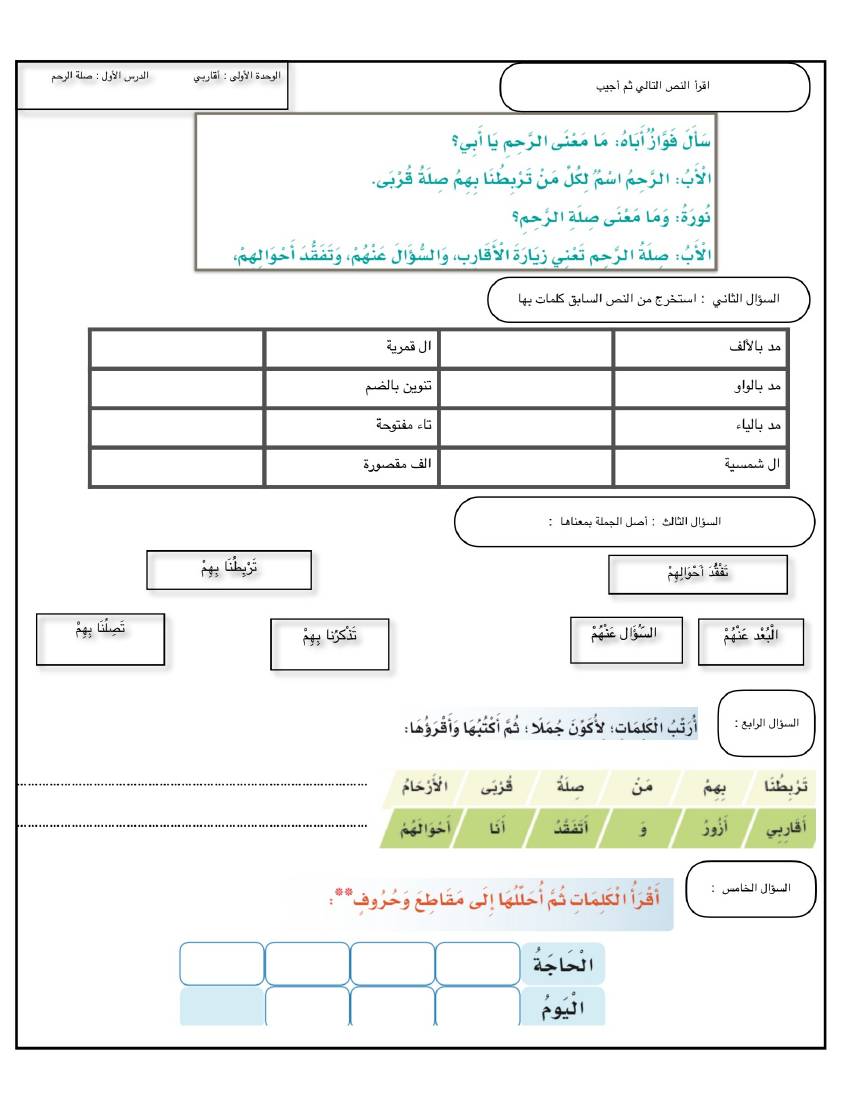 الوحدة الأولى : أقاربي    الدرس الأول : صلة الرحم
اقرأ النص التالي ثم أجيب
سَأَلَ فَوَّازٌ أَبَاهُ: مَا مَعْنَى الرَّحِمِ يَا أَبِي؟
الْأَبُ: الرَّحِمُ اسْمٌ لِكُلِّ مَنْ تَرْبِطُنَا بِهِمْ صِلَةُ قُرْبَى.
نُورَةُ: وَمَا مَعْنَى صِلَةِ الرَّحِمِ؟
الْأَبُ: صِلَةُ الرَّحِمِ تَعْنِي زِيَارَةَ الْأَقَارِبِ، وَالسُّؤَالَ عَنْهُمْ، وَتَفَقُّدَ أَحْوَالِهِمْ،
السؤال الثاني : استخرج من النص السابق كلمات بها
مد بالألف    ال قمرية
مد بالواو    تنوين بالضم
مد بالياء    تاء مفتوحة
ال شمسية    الف مقصورة
السؤال الثالث : أصل الجملة بمعناها :
تَفَقُّدَ أَحْوَالِهِمْ    تَرْبِطُنَا بِهِمْ
الْبُعْد عَنْهُمْ    السُّؤَال عَنْهُمْ    تَذْكرُنا بِهِمْ    تَصِلُنَا بِهِمْ
السؤال الرابع :    أُرَتِّبُ الْكَلِمَاتِ؛ لِأُكَوِّنَ جُمَلًا ؛ ثُمَّ أَكْتُبُهَا وَأَقْرَؤُهَا:
تَرْبِطُنَا    بِهِمْ    مَنْ    صِلَةُ    قُرْبَى    الْأَرْحَامُ
أَقَارِبِي    أَزُورُ    وَ    أَتَفَقَّدُ    أَنَا    أَحْوَالَهُمْ
السؤال الخامس :    أَقْرَأُ الْكَلِمَاتِ ثُمَّ أُحَلِّلُهَا إِلَى مَقَاطِعَ وَحُرُوفٍ**:
الْحَاجَةُ
الْيَومُ